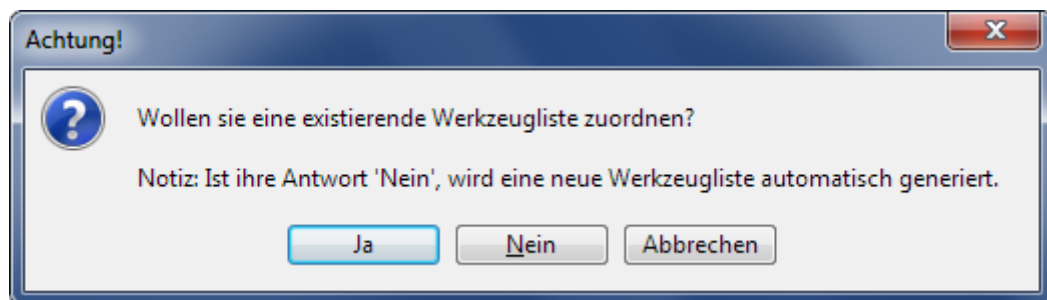 Achtung!
Wollen sie eine existierende Werkzeugliste zuordnen?
Notiz: Ist ihre Antwort 'Nein', wird eine neue Werkzeugliste automatisch generiert.
Ja Nein Abbrechen